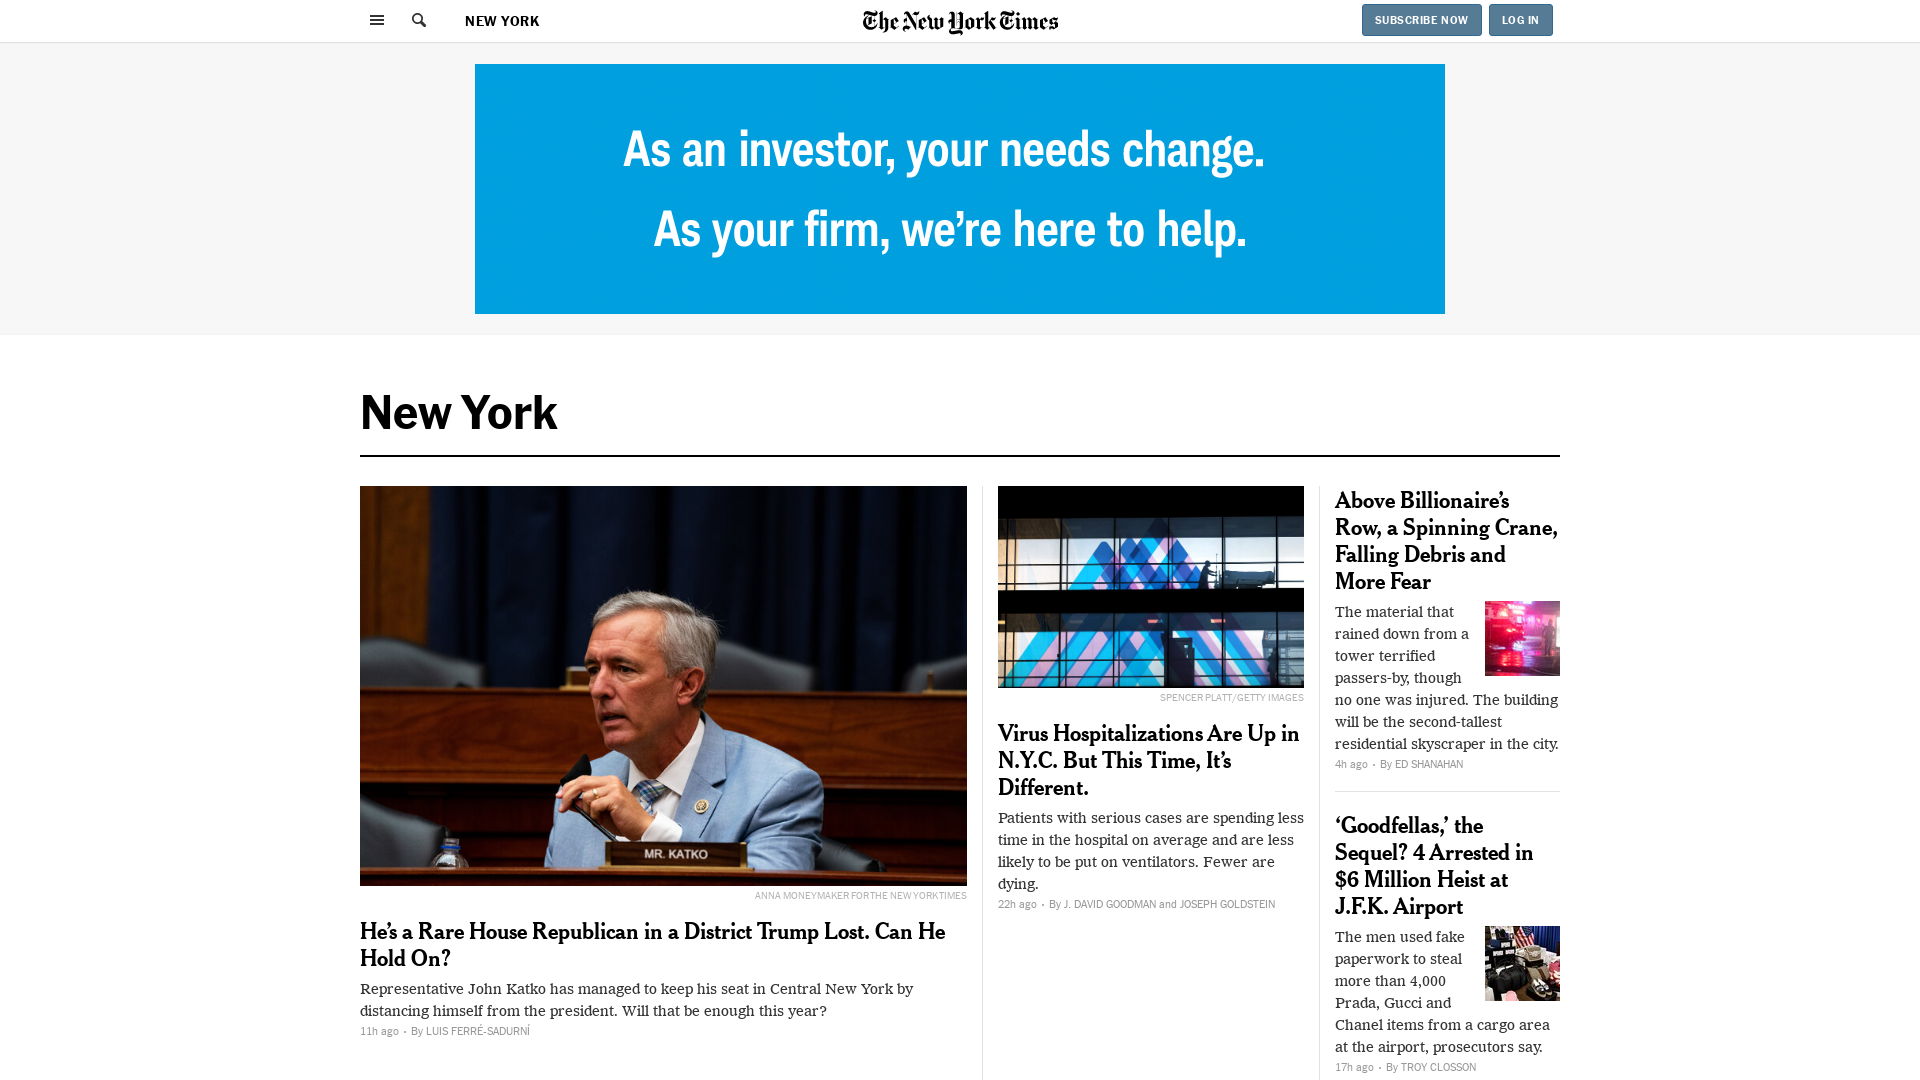 NEW YORK
The New York Times
SUBSCRIBE NOW
LOG IN
As an investor, your needs change.
As your firm, we’re here to help.
New York
MR. KATKO
ANNA MONEYMAKER FOR THE NEW YORK TIMES
He’s a Rare House Republican in a District Trump Lost. Can He
Hold On?
Representative John Katko has managed to keep his seat in Central New York by
distancing himself from the president. Will that be enough this year?
11h ago • By LUIS FERRÉ-SADURNÍ
SPENCER PLATT/GETTY IMAGES
Virus Hospitalizations Are Up in
N.Y.C. But This Time, It’s
Different.
Patients with serious cases are spending less
time in the hospital on average and are less
likely to be put on ventilators. Fewer are
dying.
22h ago • By J. DAVID GOODMAN and JOSEPH GOLDSTEIN
Above Billionaire’s
Row, a Spinning Crane,
Falling Debris and
More Fear
The material that
rained down from a
tower terrified
passers-by, though
no one was injured. The building
will be the second-tallest
residential skyscraper in the city.
4h ago • By ED SHANAHAN
‘Goodfellas,’ the
Sequel? 4 Arrested in
$6 Million Heist at
J.F.K. Airport
The men used fake
paperwork to steal
more than 4,000
Prada, Gucci and
Chanel items from a cargo area
at the airport, prosecutors say.
17h ago • By TROY CLOSSON